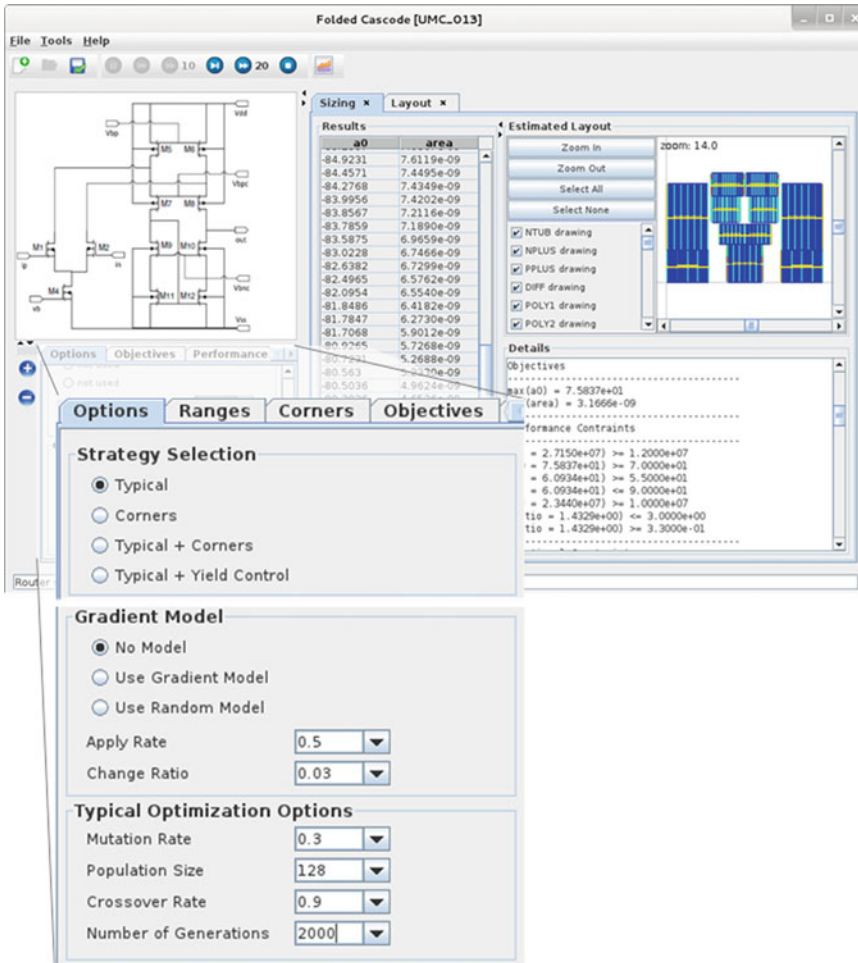 Folded Cascode [UMC_013]
File Tools Help
10 20
Vdd
Vbp
M5 M6
Vbpc
M7 M8
out
M1 M2
M9 M10
ip in
Vbnc
M4
M11 M12
vb
Vss
Sizing × Layout ×
Results
a0 area
-84.9231 7.6119e-09
-84.4571 7.4495e-09
-84.2768 7.4349e-09
-83.9956 7.4202e-09
-83.8567 7.2116e-09
-83.7859 7.1890e-09
-83.5875 6.9659e-09
-83.0228 6.7466e-09
-82.6382 6.7299e-09
-82.4965 6.5762e-09
-82.0954 6.5540e-09
-81.8486 6.4182e-09
-81.7847 6.2730e-09
-81.7068 5.9012e-09
-80.9265 5.7268e-09
5.2688e-09
-80.563
-80.5036 4.9624e-09
Estimated Layout
Zoom In
Zoom Out
Select All
Select None
NTUB drawing
NPLUS drawing
PPLUS drawing
DIFF drawing
POLY1 drawing
POLY2 drawing
zoom: 14.0
Details
Objectives
----------------------------------------
max(a0) = 7.5837e+01
(area) = 3.1666e-09
formance Contraints
----------------------------------------
= 2.7150e+07) >= 1.2000e+07
= 7.5837e+01) >= 7.0000e+01
= 6.0934e+01) >= 5.5000e+01
= 6.0934e+01) <= 9.0000e+01
= 2.3440e+07) >= 1.0000e+07
tio = 1.4329e+00) <= 3.0000e+00
tio = 1.4329e+00) >= 3.3000e-01
----------------------------------------
Options Objectives Performance
not used
not used
Router
Options Ranges Corners Objectives
Strategy Selection
Typical
Corners
Typical + Corners
Typical + Yield Control
Gradient Model
No Model
Use Gradient Model
Use Random Model
Apply Rate 0.5
Change Ratio 0.03
Typical Optimization Options
Mutation Rate 0.3
Population Size 128
Crossover Rate 0.9
Number of Generations 2000